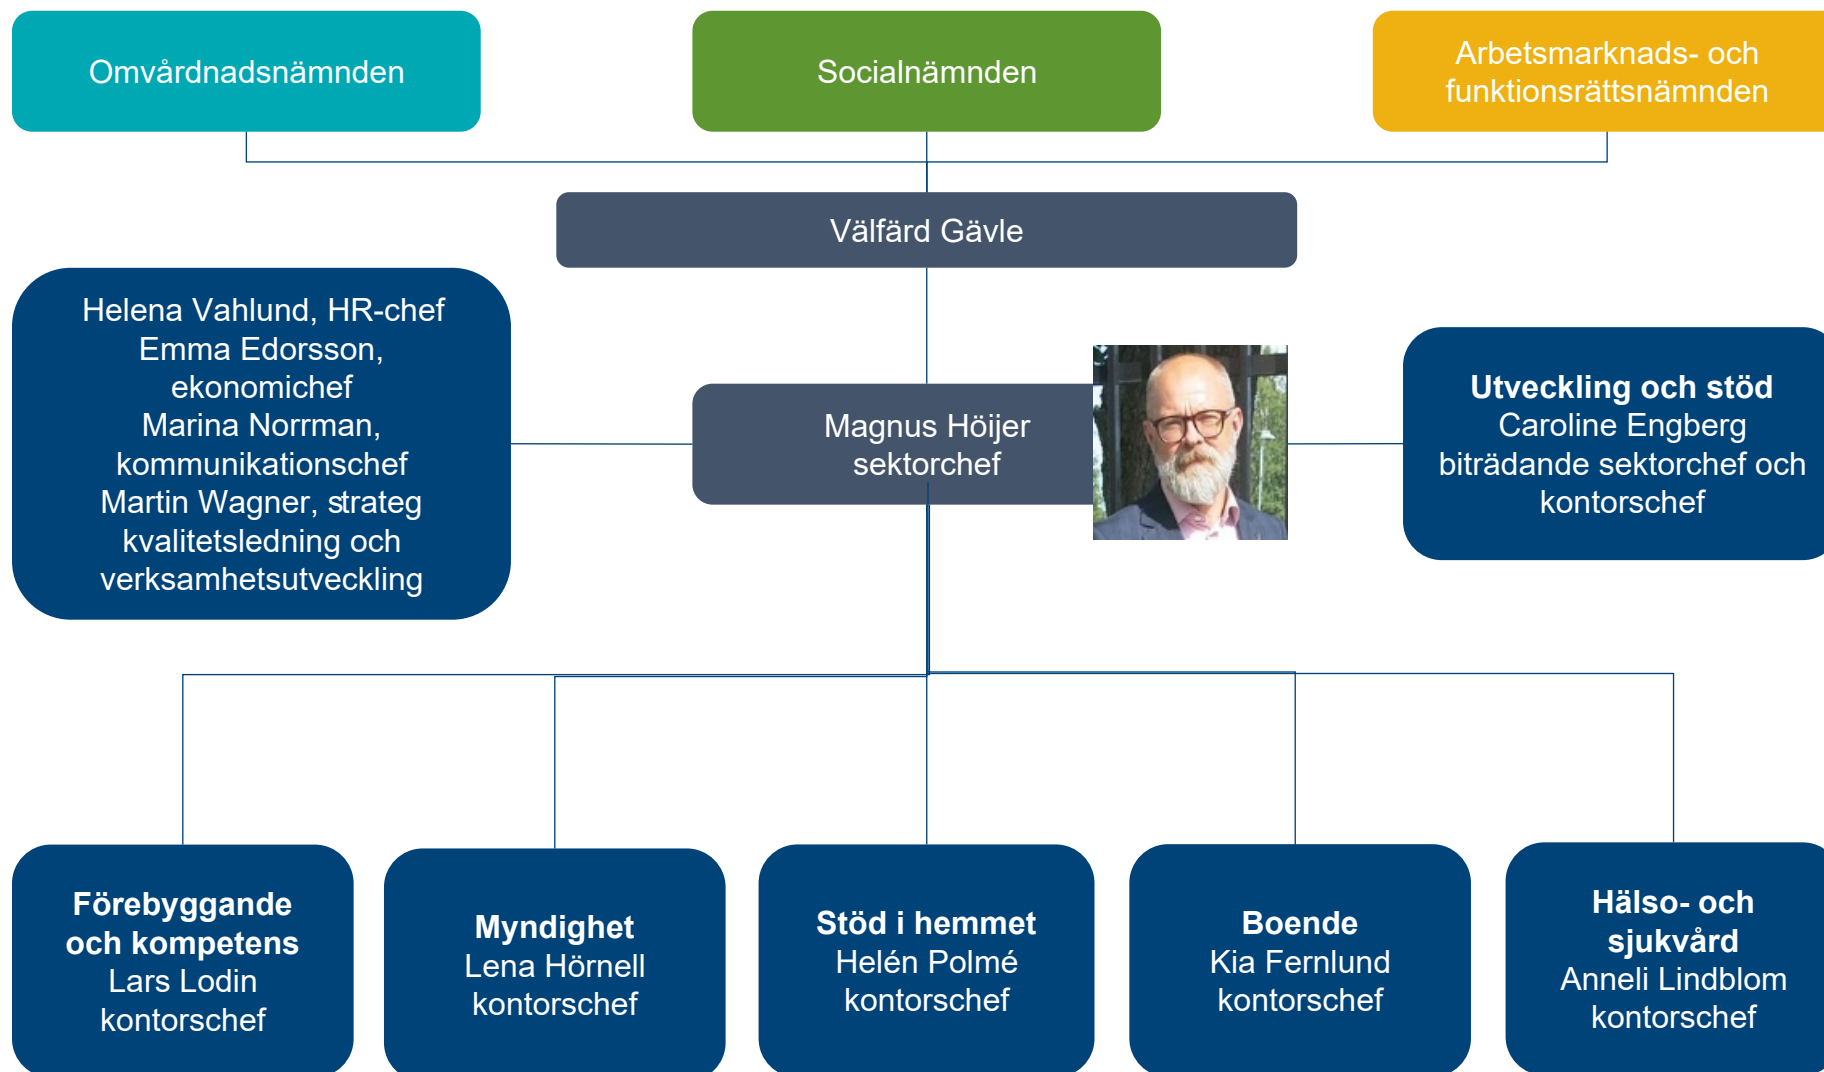 Omvårdnadsnämnden
Socialnämnden
Arbetsmarknads- och
funktionsrättsnämnden
Välfärd Gävle
Helena Vahlund, HR-chef
Emma Edorsson,
ekonomichef
Marina Norrman,
kommunikationschef
Martin Wagner, strateg
kvalitetsledning och
verksamhetsutveckling
Magnus Höijer
sektorchef
Utveckling och stöd
Caroline Engberg
biträdande sektorchef och
kontorschef
Förebyggande
och kompetens
Lars Lodin
kontorschef
Myndighet
Lena Hörnell
kontorschef
Stöd i hemmet
Helén Polmé
kontorschef
Boende
Kia Fernlund
kontorschef
Hälso- och
sjukvård
Anneli Lindblom
kontorschef